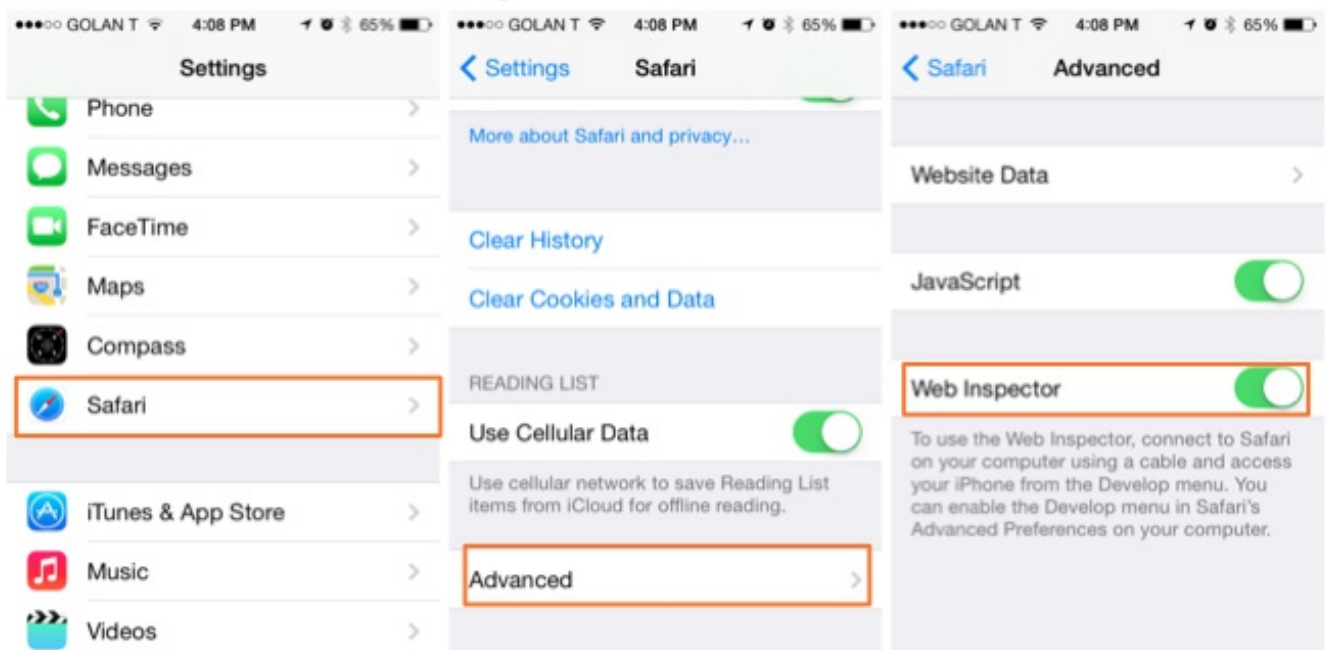 GOLAN T 4:08 PM 65%
Settings
Phone
Messages
FaceTime
Maps
Compass
Safari
iTunes & App Store
Music
Videos
GOLAN T 4:08 PM 65%
Settings Safari
More about Safari and privacy...
Clear History
Clear Cookies and Data
READING LIST
Use Cellular Data
Use cellular network to save Reading List
items from iCloud for offline reading.
Advanced
GOLAN T 4:08 PM 65%
Safari Advanced
Website Data
JavaScript
Web Inspector
To use the Web Inspector, connect to Safari
on your computer using a cable and access
your iPhone from the Develop menu. You
can enable the Develop menu in Safari's
Advanced Preferences on your computer.